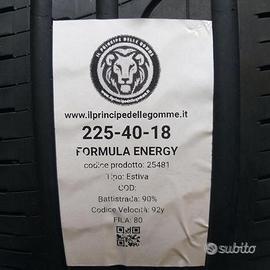 IL PRINCIPE DELLE GOMME
www.ilprincipedellegomme.it
225-40-18
FORMULA ENERGY
codice prodotto: 25481
Tipo: Estiva
COD:
Battistrada: 90%
Codice Velocità: 92y
FILA: 80
subito